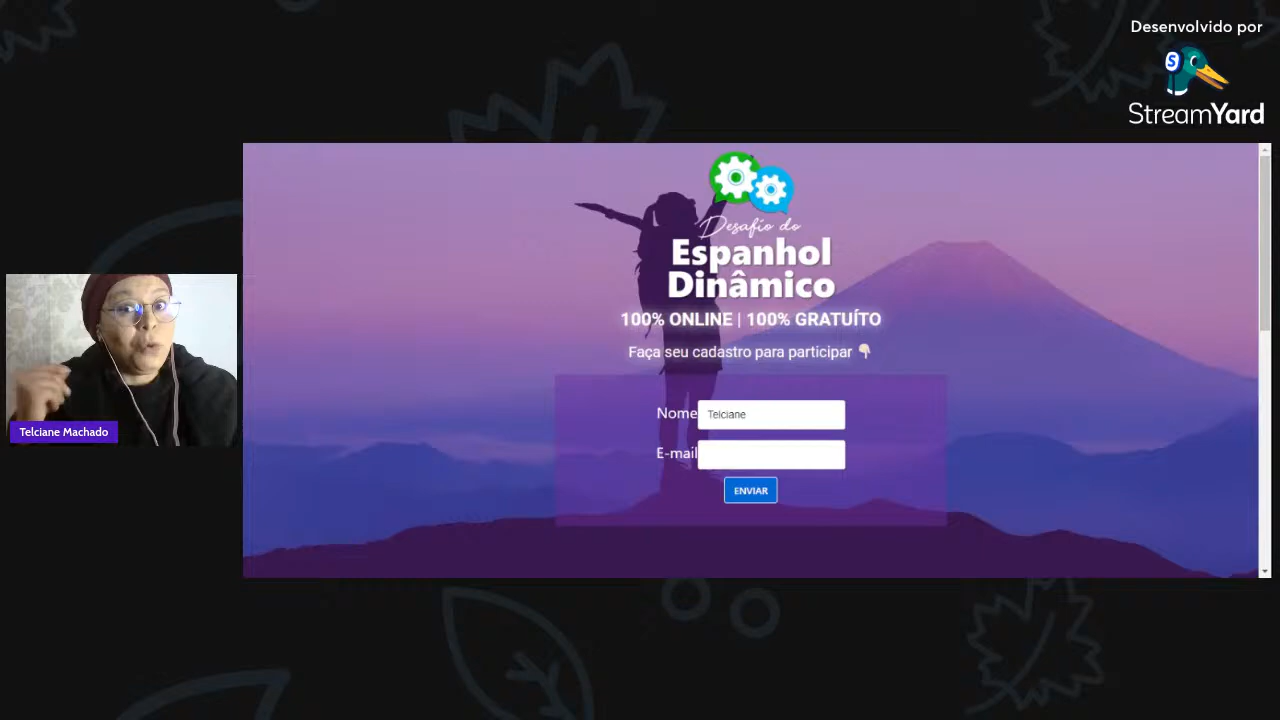 Desenvolvido por
S
StreamYard
Desafío do
Espanhol
Dinâmico
100% ONLINE | 100% GRATUÍTO
Faça seu cadastro para participar 👇🏻
Nome Telciane
E-mail
ENVIAR
Telciane Machado